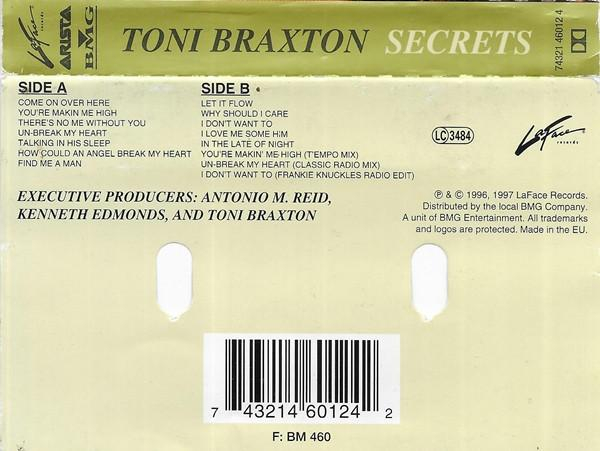 LaFace
records
ARISTA
BMG
TONI BRAXTON SECRETS
74321 46012 4
SIDE A
COME ON OVER HERE
YOU'RE MAKIN ME HIGH
THERE'S NO ME WITHOUT YOU
UN-BREAK MY HEART
TALKING IN HIS SLEEP
HOW COULD AN ANGEL BREAK MY HEART
FIND ME A MAN
SIDE B
LET IT FLOW
WHY SHOULD I CARE
I DON'T WANT TO
I LOVE ME SOME HIM
IN THE LATE OF NIGHT
YOU'RE MAKIN' ME HIGH (T'EMPO MIX)
UN-BREAK MY HEART (CLASSIC RADIO MIX)
I DON'T WANT TO (FRANKIE KNUCKLES RADIO EDIT)
LC 3484
LaFace
records
EXECUTIVE PRODUCERS: ANTONIO M. REID,
KENNETH EDMONDS, AND TONI BRAXTON
℗ & © 1996, 1997 LaFace Records.
Distributed by the local BMG Company.
A unit of BMG Entertainment. All trademarks
and logos are protected. Made in the EU.
7 43214 60124 2
F: BM 460